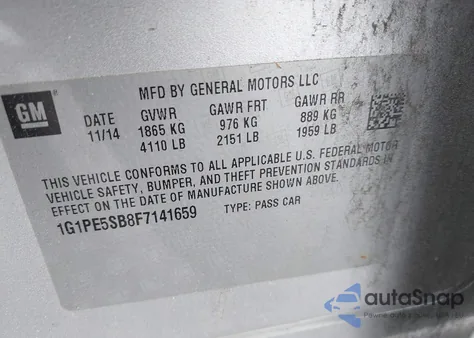 MFD BY GENERAL MOTORS LLC
GM
DATE GVWR GAWR FRT GAWR RR
11/14 1865 KG 976 KG 889 KG
4110 LB 2151 LB 1959 LB
THIS VEHICLE CONFORMS TO ALL APPLICABLE U.S. FEDERAL MOTOR
VEHICLE SAFETY, BUMPER, AND THEFT PREVENTION STANDARDS IN
EFFECT ON THE DATE OF MANUFACTURE SHOWN ABOVE.
1G1PE5SB8F7141659 TYPE: PASS CAR
autoSnap